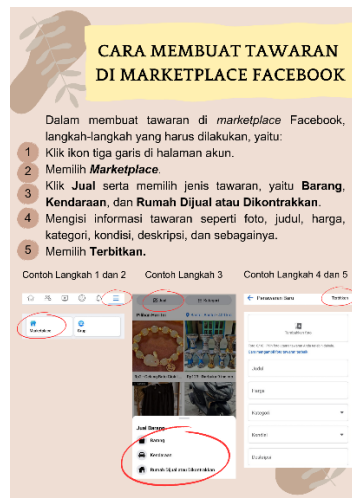 CARA MEMBUAT TAWARAN
DI MARKETPLACE FACEBOOK
Dalam membuat tawaran di marketplace Facebook,
langkah-langkah yang harus dilakukan, yaitu:
1 Klik ikon tiga garis di halaman akun.
2 Memilih Marketplace.
3 Klik Jual serta memilih jenis tawaran, yaitu Barang,
Kendaraan, dan Rumah Dijual atau Dikontrakkan.
4 Mengisi informasi tawaran seperti foto, judul, harga,
kategori, kondisi, deskripsi, dan sebagainya.
5 Memilih Terbitkan.
Contoh Langkah 1 dan 2
Contoh Langkah 3
Contoh Langkah 4 dan 5
Marketplace
Jual
Jual Barang
Barang
Kendaraan
Rumah Dijual atau Dikontrakkan
Penawaran Baru
Terbitkan
Judul
Harga
Kategori
Kondisi
Deskripsi